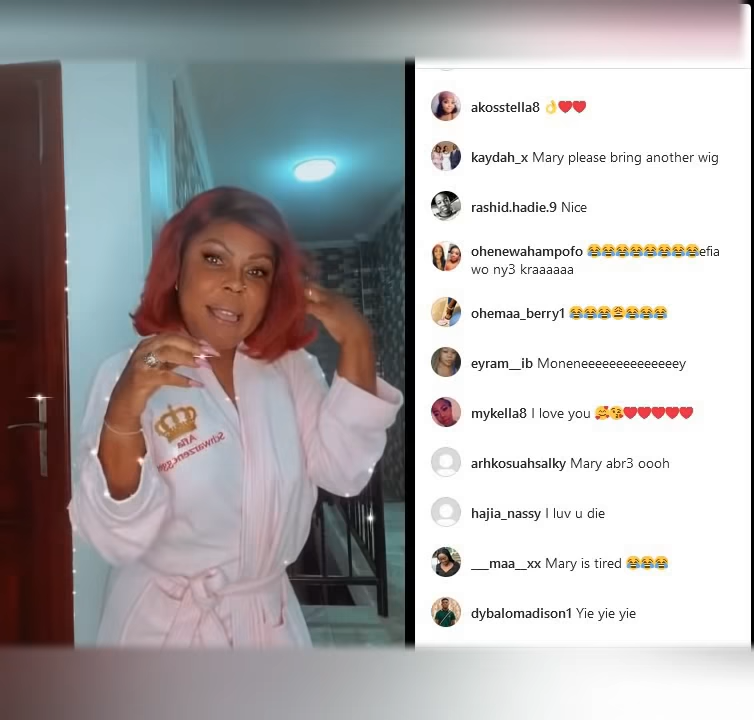 Afia
Schwarzenegger
akosstella8 👌❤️❤️
kaydah_x Mary please bring another wig
rashid.hadie.9 Nice
ohenewahampofo 😂😂😂😂😂😂😂😂efia
wo ny3 kraaaaaa
ohemaa_berry1 😂😂😂😩😂😂😂
eyram__ib Moneneeeeeeeeeeeeeey
mykella8 I love you 🥰😘❤️❤️❤️❤️❤️
arhkosuahsalky Mary abr3 oooh
hajia_nassy I luv u die
___maa__xx Mary is tired 😂😂😂
dybalomadison1 Yie yie yie